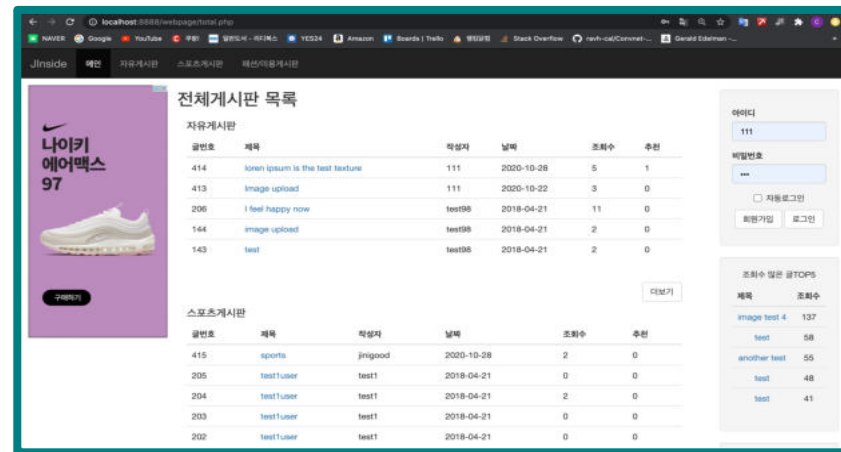 localhost:8888/webpage/total.php
NAVER Google YouTube 쿠팡! YES24 Amazon Boards | Trello Stack Overflow Gerald Edelman -...
JInside 메인 자유게시판 스포츠게시판 패션/미용게시판
나이키
에어맥스
97
구매하기
전체게시판 목록
자유게시판
글번호 제목 작성자 날짜 조회수 추천
414 loren ipsum is the test texture 111 2020-10-28 5 1
413 Image upload 111 2020-10-22 3 0
206 I feel happy now test98 2018-04-21 11 0
144 image upload test98 2018-04-21 2 0
143 test test98 2018-04-21 2 0
더보기
스포츠게시판
글번호 제목 작성자 날짜 조회수 추천
415 sports jinigood 2020-10-28 2 0
205 test1user test1 2018-04-21 0 0
204 test1user test1 2018-04-21 2 0
203 test1user test1 2018-04-21 0 0
202 test1user test1 2018-04-21 0 0
아이디
111
비밀번호
•••
자동로그인
회원가입 로그인
조회수 많은 글TOP5
제목 조회수
image test 4 137
test 58
another test 55
test 48
test 41